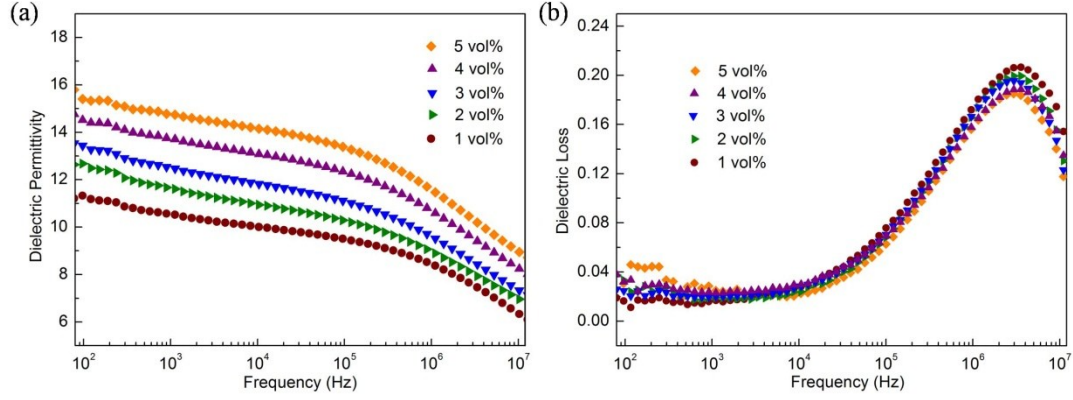 (a)
Dielectric Permittivity
18
16
14
12
10
8
6
5 vol%
4 vol%
3 vol%
2 vol%
1 vol%
10²
10³
10⁴
10⁵
10⁶
10⁷
Frequency (Hz)
(b)
Dielectric Loss
0.24
0.20
0.16
0.12
0.08
0.04
0.00
5 vol%
4 vol%
3 vol%
2 vol%
1 vol%
10²
10³
10⁴
10⁵
10⁶
10⁷
Frequency (Hz)